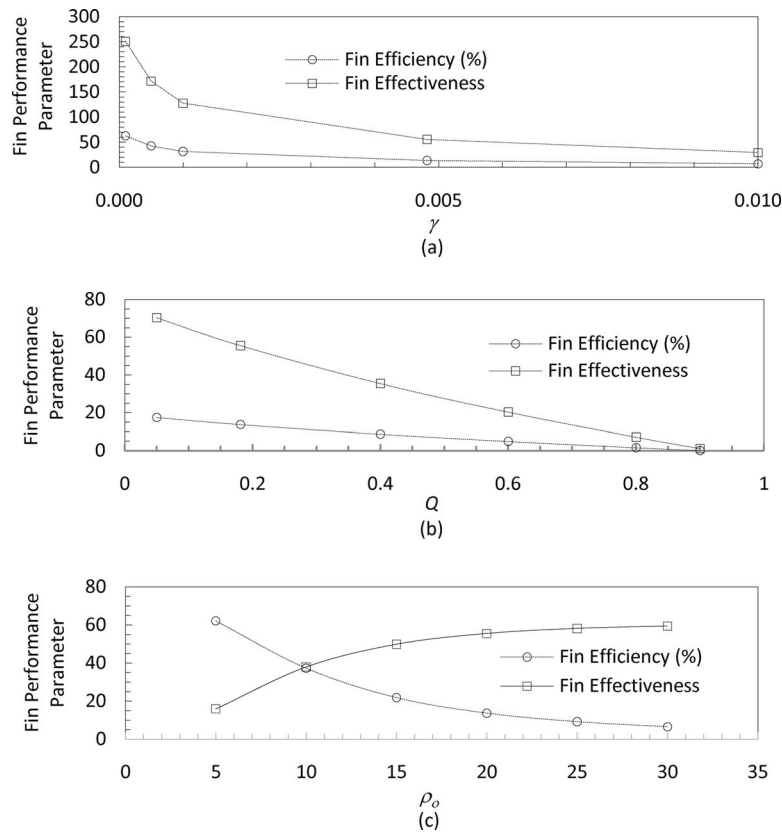 Fin Performance
Parameter
300
250
200
150
100
50
0
Fin Efficiency (%)
Fin Effectiveness
0.000
0.005
0.010
γ
(a)
Fin Performance
Parameter
80
60
40
20
0
Fin Efficiency (%)
Fin Effectiveness
0
0.2
0.4
0.6
0.8
1
Q
(b)
Fin Performance
Parameter
80
60
40
20
0
Fin Efficiency (%)
Fin Effectiveness
0
5
10
15
20
25
30
35
ρo
(c)